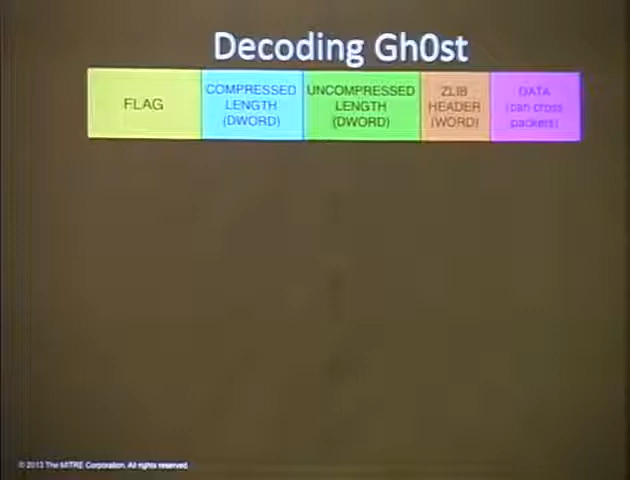 Decoding Gh0st
FLAG
COMPRESSED
LENGTH
(DWORD)
UNCOMPRESSED
LENGTH
(DWORD)
ZLIB
HEADER
(WORD)
DATA
(can cross
packets)
© 2013 The MITRE Corporation. All rights reserved.